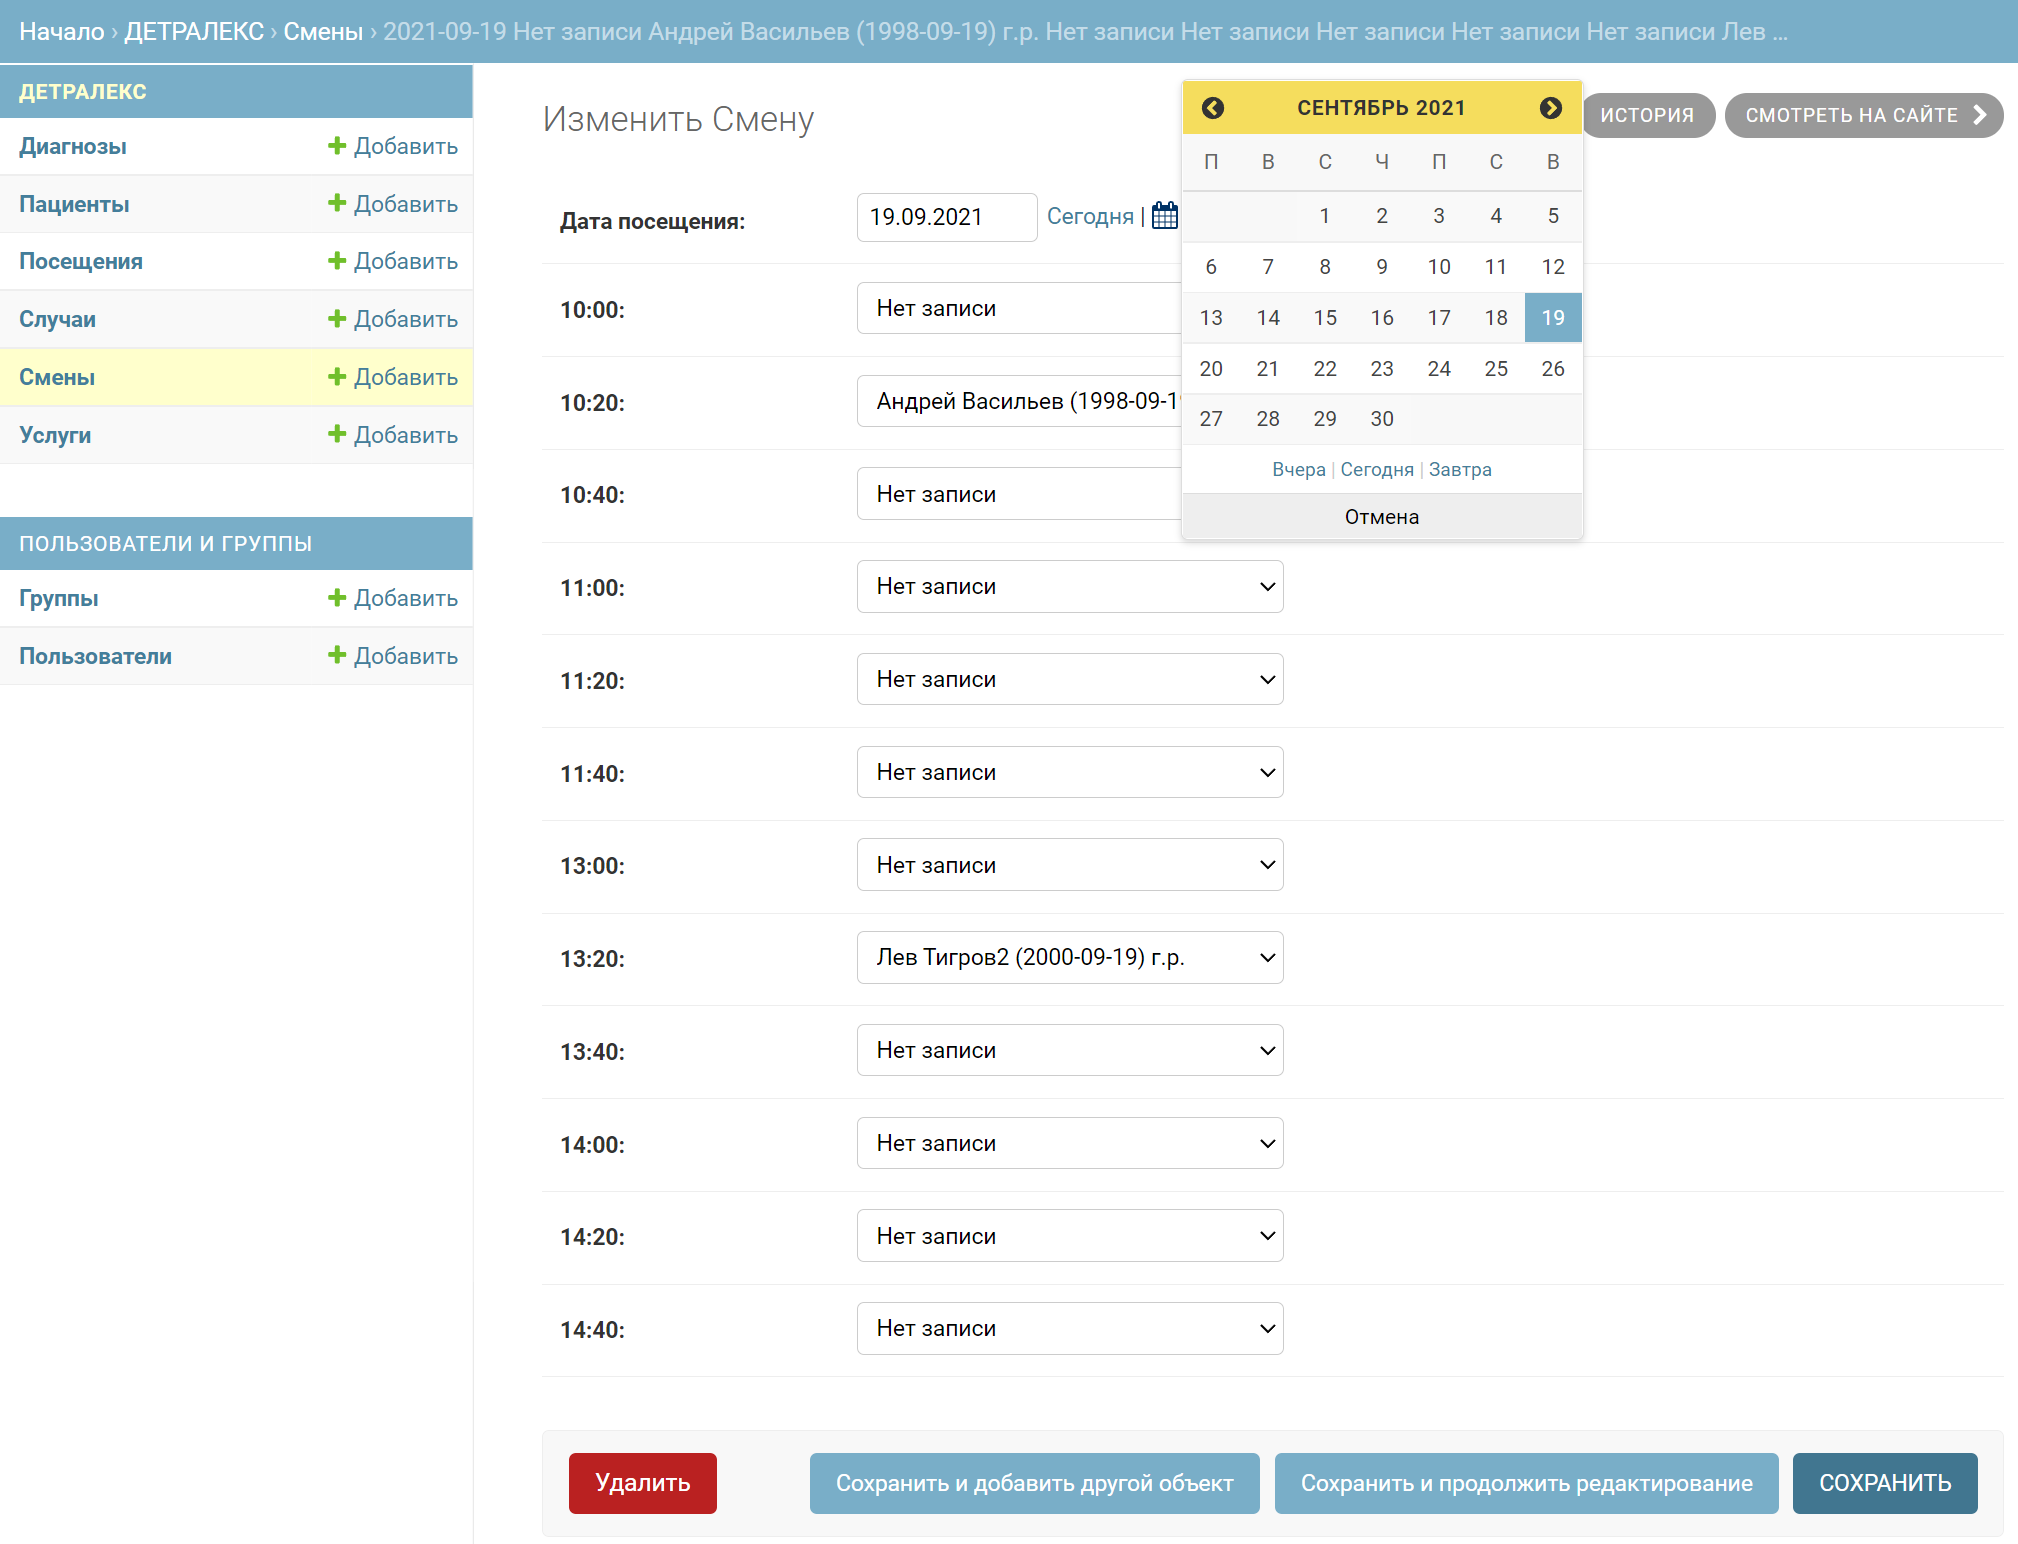 Начало › ДЕТРАЛЕКС › Смены › 2021-09-19 Нет записи Андрей Васильев (1998-09-19) г.р. Нет записи Нет записи Нет записи Нет записи Нет записи Лев ...
ДЕТРАЛЕКС
Диагнозы Добавить
Пациенты Добавить
Посещения Добавить
Случаи Добавить
Смены Добавить
Услуги Добавить
ПОЛЬЗОВАТЕЛИ И ГРУППЫ
Группы Добавить
Пользователи Добавить
Изменить Смену
ИСТОРИЯ
СМОТРЕТЬ НА САЙТЕ
Дата посещения: 19.09.2021 Сегодня |
СЕНТЯБРЬ 2021
П В С Ч П С В
1 2 3 4 5
6 7 8 9 10 11 12
13 14 15 16 17 18 19
20 21 22 23 24 25 26
27 28 29 30
Вчера | Сегодня | Завтра
Отмена
10:00: Нет записи
10:20: Андрей Васильев (1998-09-19
10:40: Нет записи
11:00: Нет записи
11:20: Нет записи
11:40: Нет записи
13:00: Нет записи
13:20: Лев Тигров2 (2000-09-19) г.р.
13:40: Нет записи
14:00: Нет записи
14:20: Нет записи
14:40: Нет записи
Удалить
Сохранить и добавить другой объект
Сохранить и продолжить редактирование
СОХРАНИТЬ